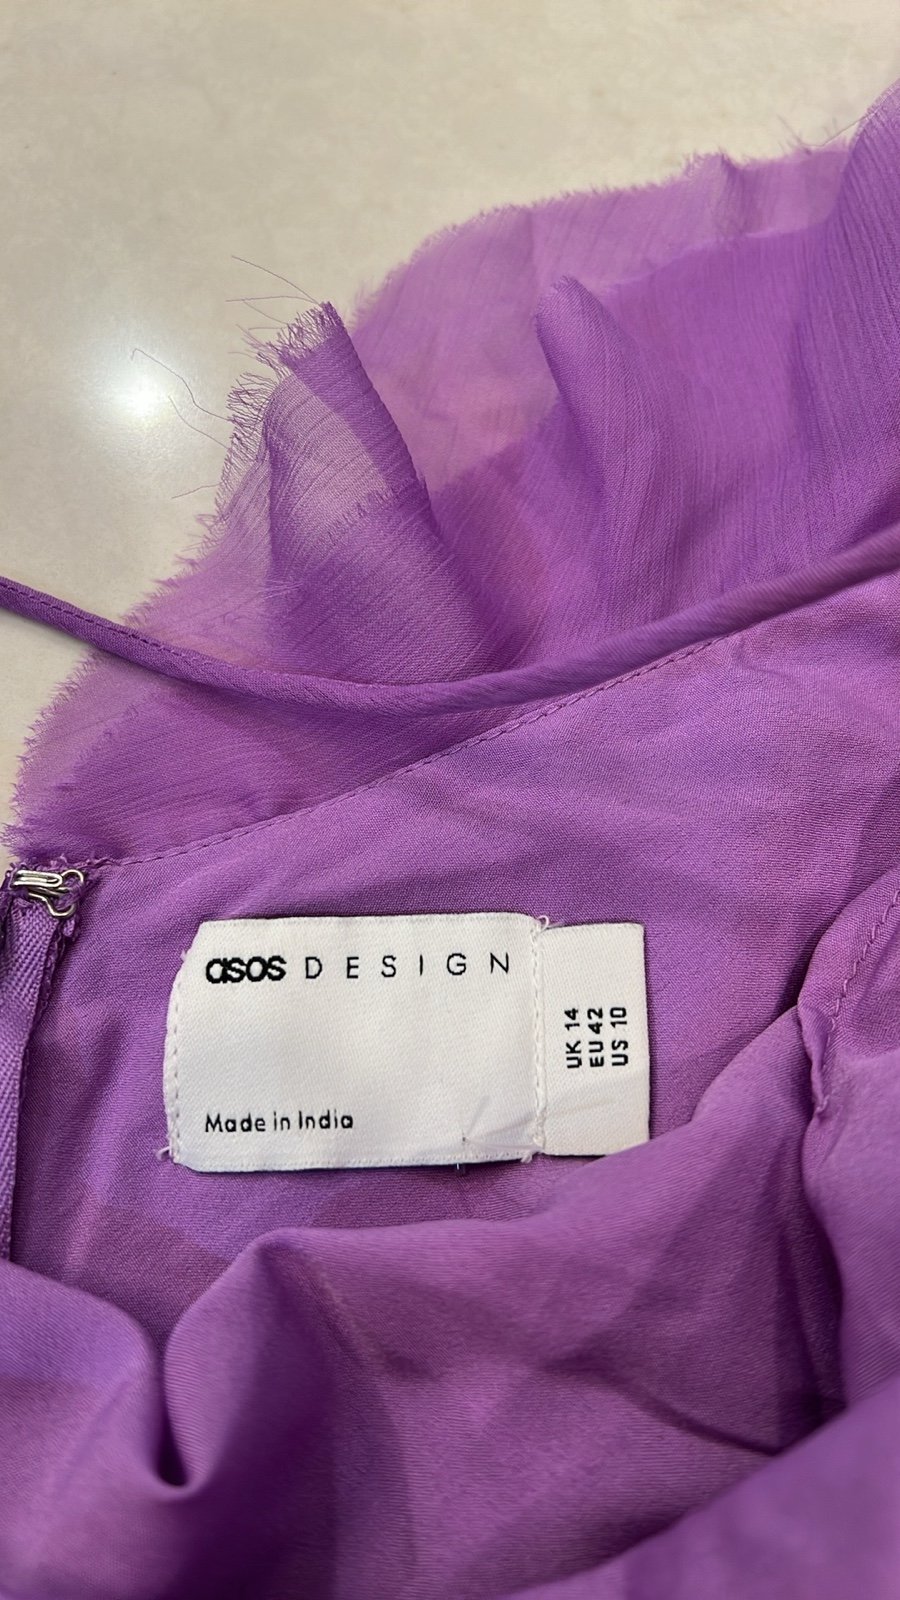 asos DESIGN
Made in India
UK 14
EU 42
US 10